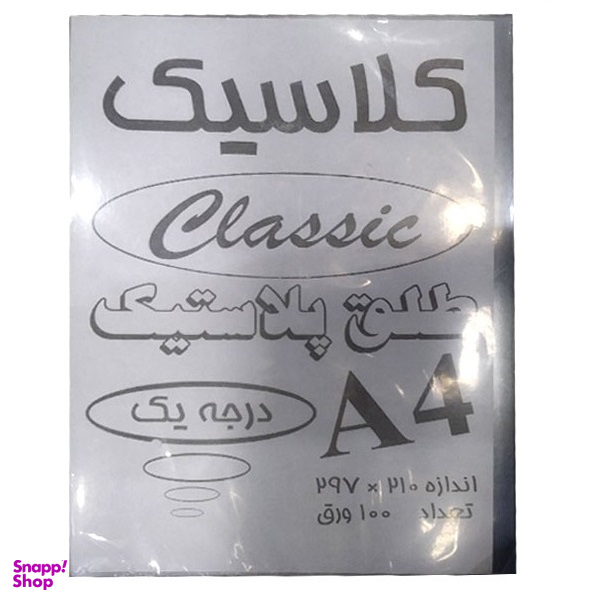 کلاسیک
Classic
طلق پلاستیک
A4
درجه یک
اندازه ۲۱۰ × ۲۹۷
تعداد ۱۰۰ ورق
Snapp!
Shop